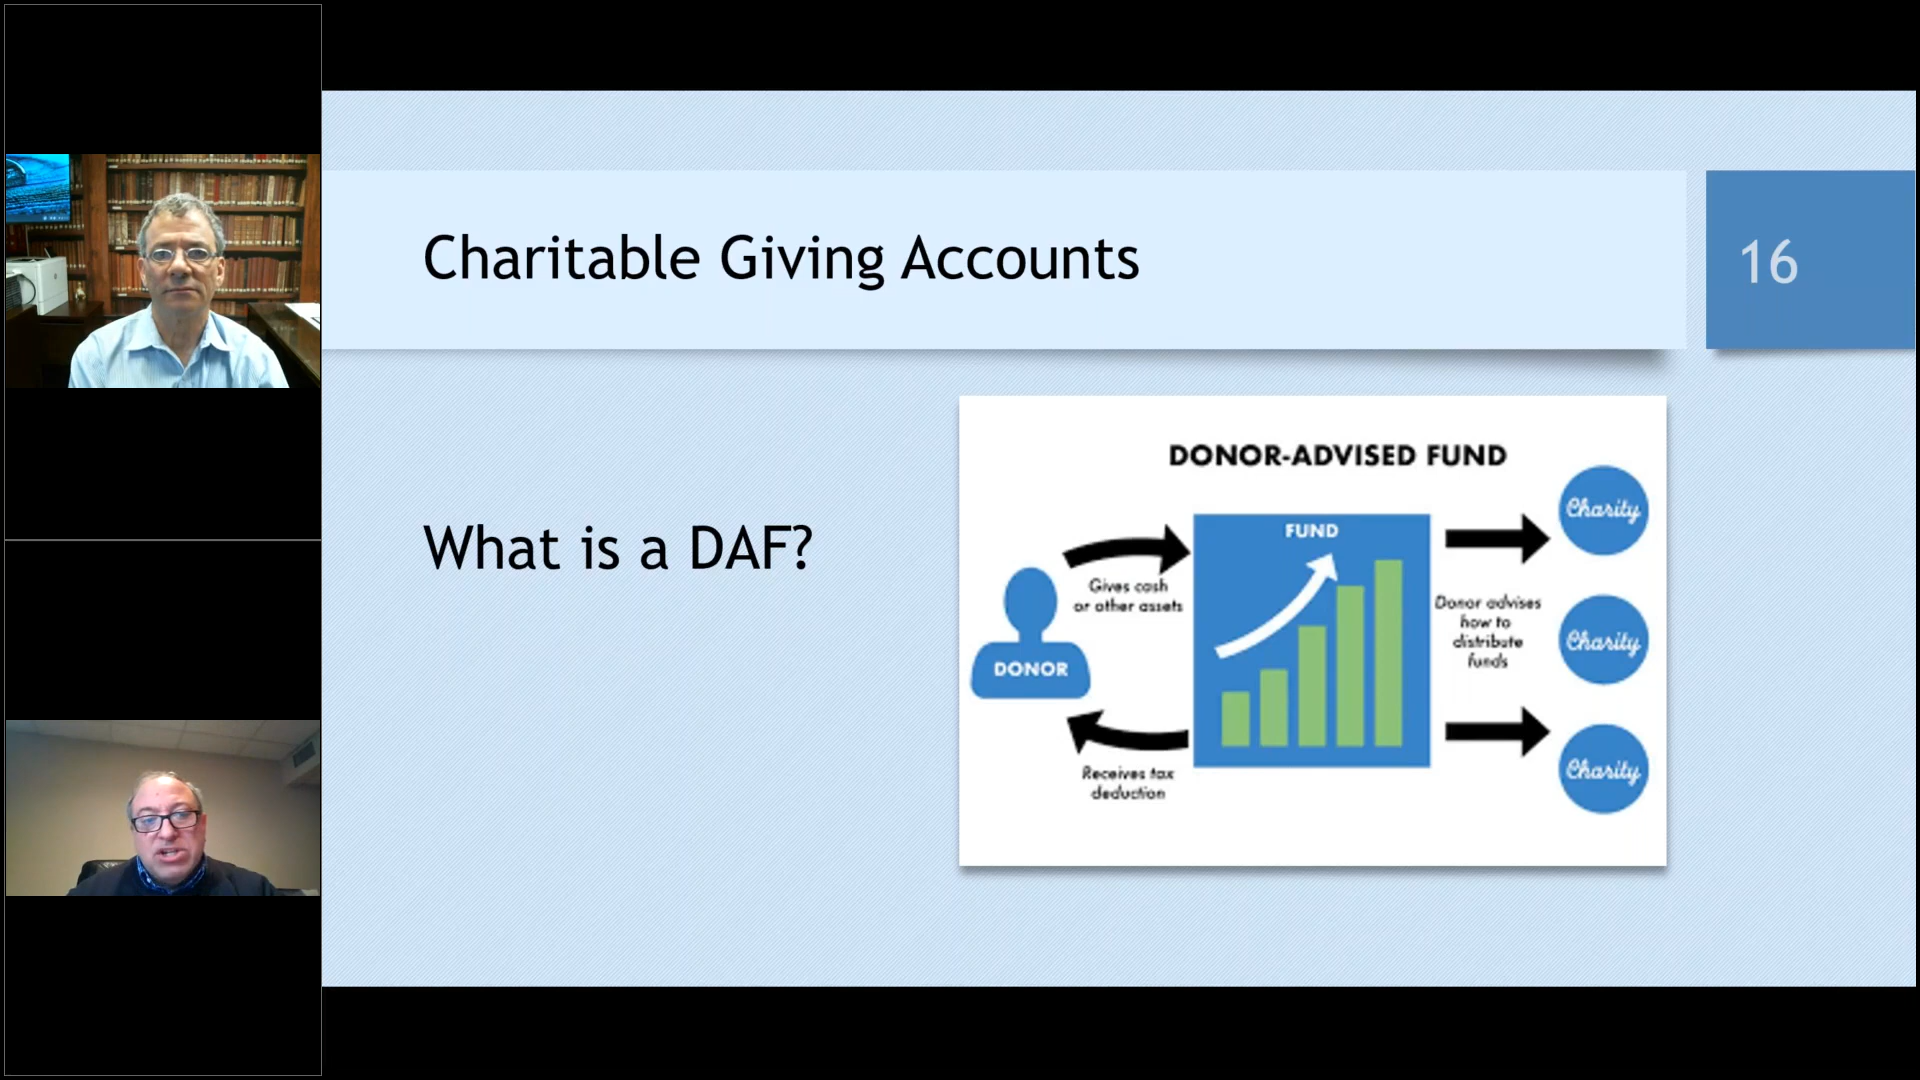 Charitable Giving Accounts
16
What is a DAF?
DONOR-ADVISED FUND
FUND
Gives cash
or other assets
DONOR
Receives tax
deduction
Donor advises
how to
distribute
funds
Charity
Charity
Charity